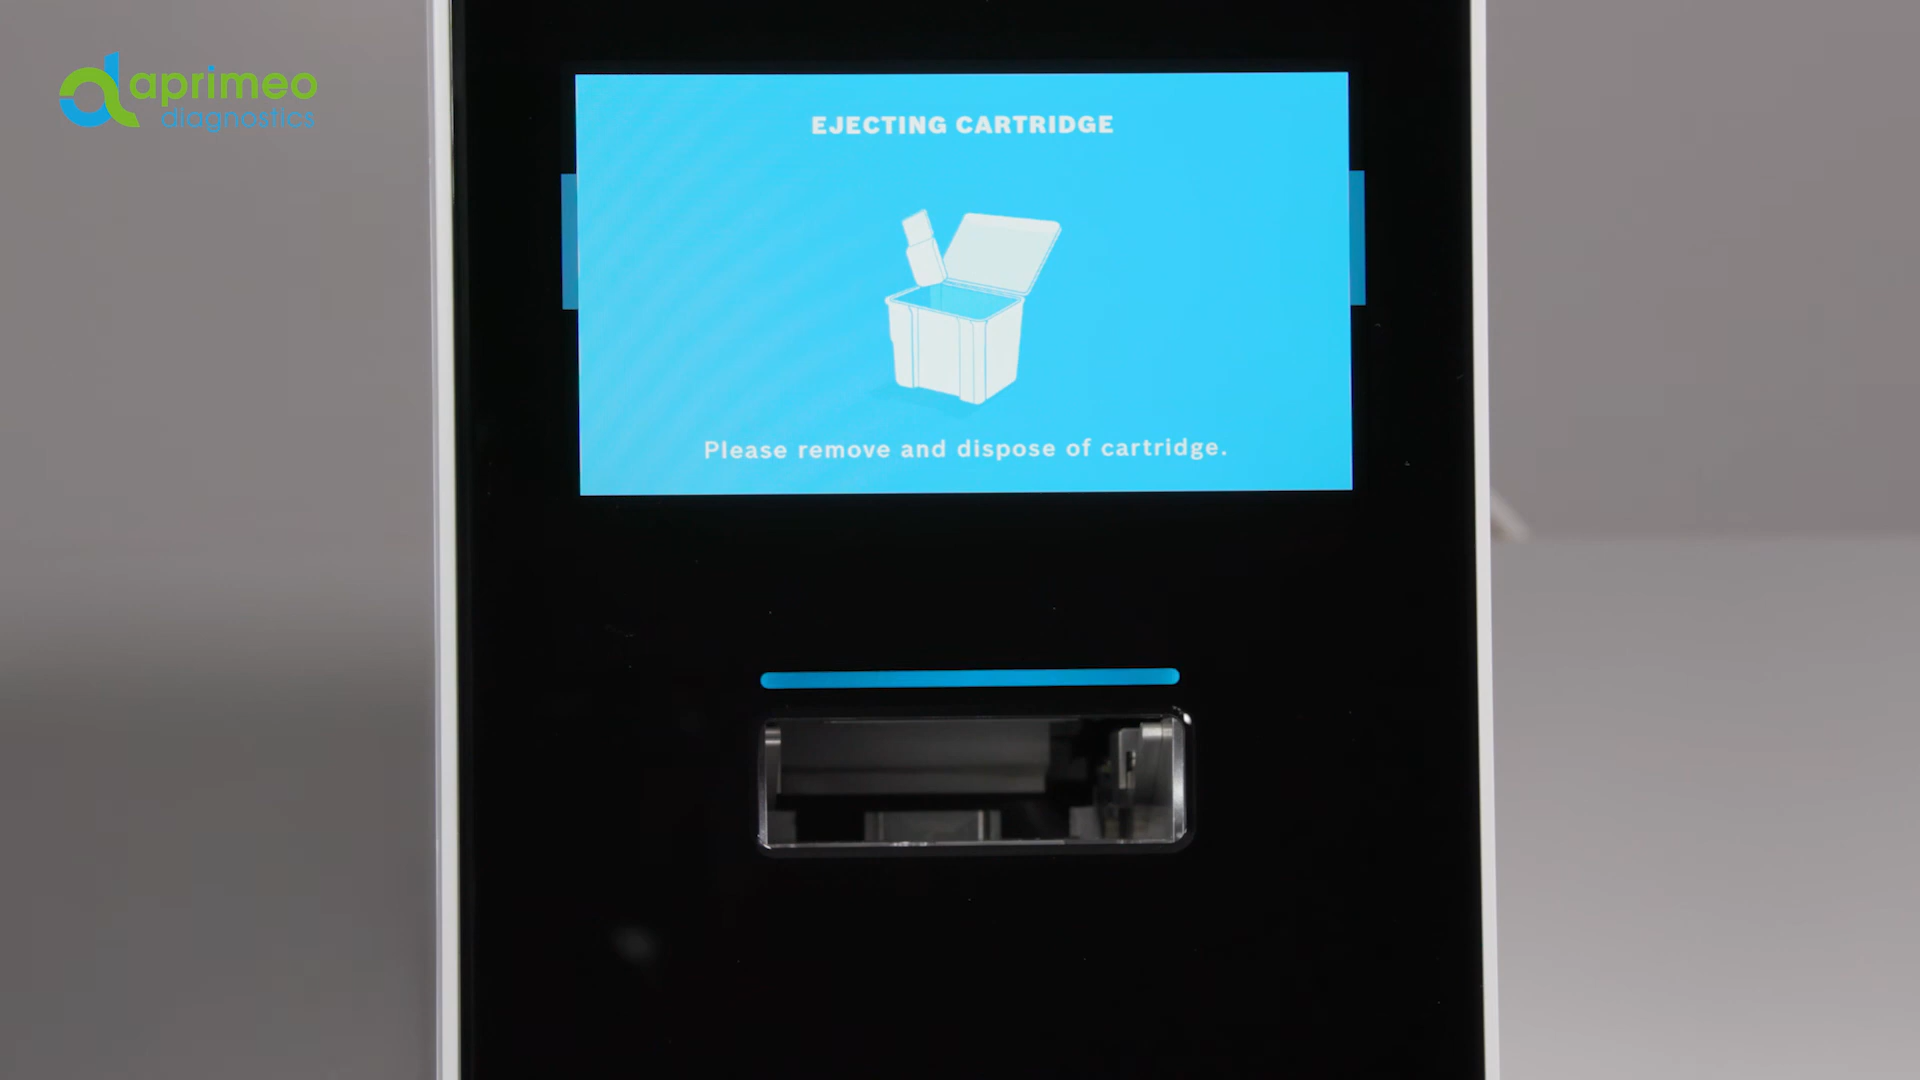 aprimeo
diagnostics
EJECTING CARTRIDGE
Please remove and dispose of cartridge.